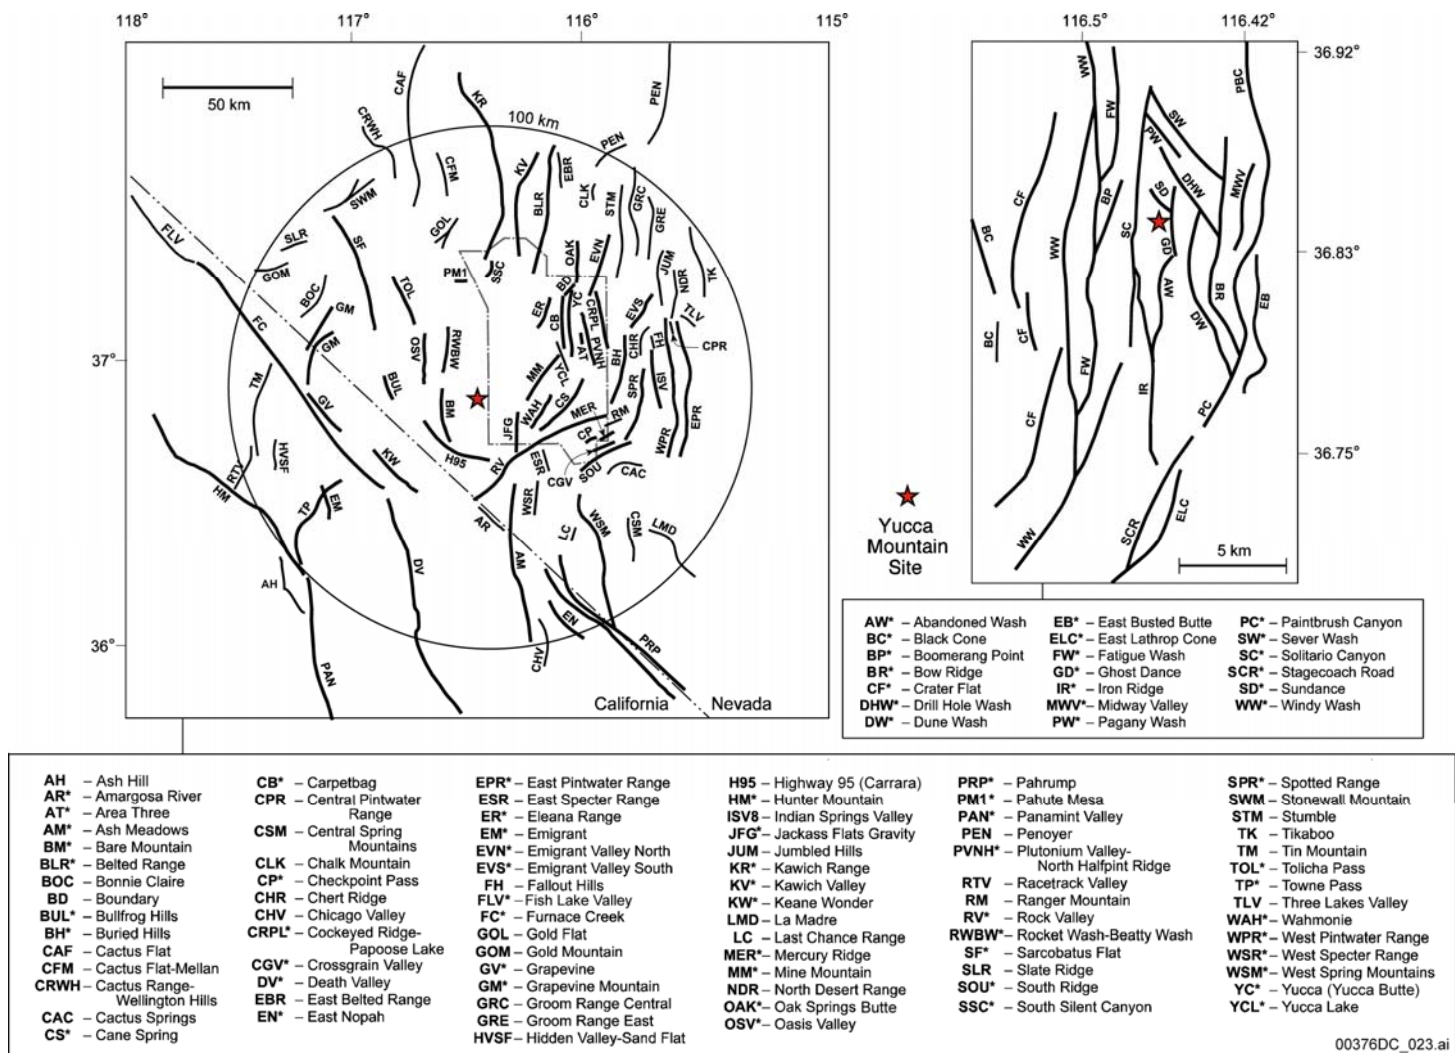 118°
117°
116°
115°
116.5°
116.42°
50 km
100 km
CAF
KR
PEN
CRWH
PEN
CFM
KV
EBR
BLR
CLK
STM
GRC
GRE
SWM
GOL
FLV
SLR
SF
GOM
PM1
SSC
OAK
EVN
JUM
NDR
TK
BOC
GM
TOL
BD
YC
ER
CB
CRPL
EVS
TLV
FC
GM
OSV
RWBW
AT
PVNH
BH
CHR
FH
CPR
37°
TM
BUL
MM
YCL
SPR
ISV
GV
BM
WAH
CS
MER
RM
JFG
CP
WPR
EPR
HVSF
RTV
KW
H95
RV
ESR
CGV
SOU
CAC
HM
TP
EM
WSR
AR
LC
WSM
CSM
LMD
AH
DV
AM
EN
PRP
CHV
36°
PAN
California
Nevada
36.92°
36.83°
36.75°
WW
FW
PBC
SW
PW
DHW
MWV
CF
BP
SD
BC
WW
SC
GD
AW
BR
EB
DW
BC
CF
FW
IR
PC
CF
ELC
SCR
WW
5 km
Yucca
Mountain
Site
AW* – Abandoned Wash
BC* – Black Cone
BP* – Boomerang Point
BR* – Bow Ridge
CF* – Crater Flat
DHW* – Drill Hole Wash
DW* – Dune Wash
EB* – East Busted Butte
ELC* – East Lathrop Cone
FW* – Fatigue Wash
GD* – Ghost Dance
IR* – Iron Ridge
MWV* – Midway Valley
PW* – Pagany Wash
PC* – Paintbrush Canyon
SW* – Sever Wash
SC* – Solitario Canyon
SCR* – Stagecoach Road
SD* – Sundance
WW* – Windy Wash
AH – Ash Hill
AR* – Amargosa River
AT* – Area Three
AM* – Ash Meadows
BM* – Bare Mountain
BLR* – Belted Range
BOC – Bonnie Claire
BD – Boundary
BUL* – Bullfrog Hills
BH* – Buried Hills
CAF – Cactus Flat
CFM – Cactus Flat-Mellan
CRWH – Cactus Range-
Wellington Hills
CAC – Cactus Springs
CS* – Cane Spring
CB* – Carpetbag
CPR – Central Pintwater
Range
CSM – Central Spring
Mountains
CLK – Chalk Mountain
CP* – Checkpoint Pass
CHR – Chert Ridge
CHV – Chicago Valley
CRPL* – Cockeyed Ridge-
Papoose Lake
CGV* – Crossgrain Valley
DV* – Death Valley
EBR – East Belted Range
EN* – East Nopah
EPR* – East Pintwater Range
ESR – East Specter Range
ER* – Eleana Range
EM* – Emigrant
EVN* – Emigrant Valley North
EVS* – Emigrant Valley South
FH – Fallout Hills
FLV* – Fish Lake Valley
FC* – Furnace Creek
GOL – Gold Flat
GOM – Gold Mountain
GV* – Grapevine
GM* – Grapevine Mountain
GRC – Groom Range Central
GRE – Groom Range East
HVSF – Hidden Valley-Sand Flat
H95 – Highway 95 (Carrara)
HM* – Hunter Mountain
ISV8 – Indian Springs Valley
JFG* – Jackass Flats Gravity
JUM – Jumbled Hills
KR* – Kawich Range
KV* – Kawich Valley
KW* – Keane Wonder
LMD – La Madre
LC – Last Chance Range
MER* – Mercury Ridge
MM* – Mine Mountain
NDR – North Desert Range
OAK* – Oak Springs Butte
OSV* – Oasis Valley
PRP* – Pahrump
PM1* – Pahute Mesa
PAN* – Panamint Valley
PEN – Penoyer
PVNH* – Plutonium Valley-
North Halfpint Ridge
RTV – Racetrack Valley
RM – Ranger Mountain
RV* – Rock Valley
RWBW* – Rocket Wash-Beatty Wash
SF* – Sarcobatus Flat
SLR – Slate Ridge
SOU* – South Ridge
SSC* – South Silent Canyon
SPR* – Spotted Range
SWM – Stonewall Mountain
STM – Stumble
TK – Tikaboo
TM – Tin Mountain
TOL* – Tolicha Pass
TP* – Towne Pass
TLV – Three Lakes Valley
WAH* – Wahmonie
WPR* – West Pintwater Range
WSR* – West Specter Range
WSM* – West Spring Mountains
YC* – Yucca (Yucca Butte)
YCL* – Yucca Lake
00376DC_023.ai